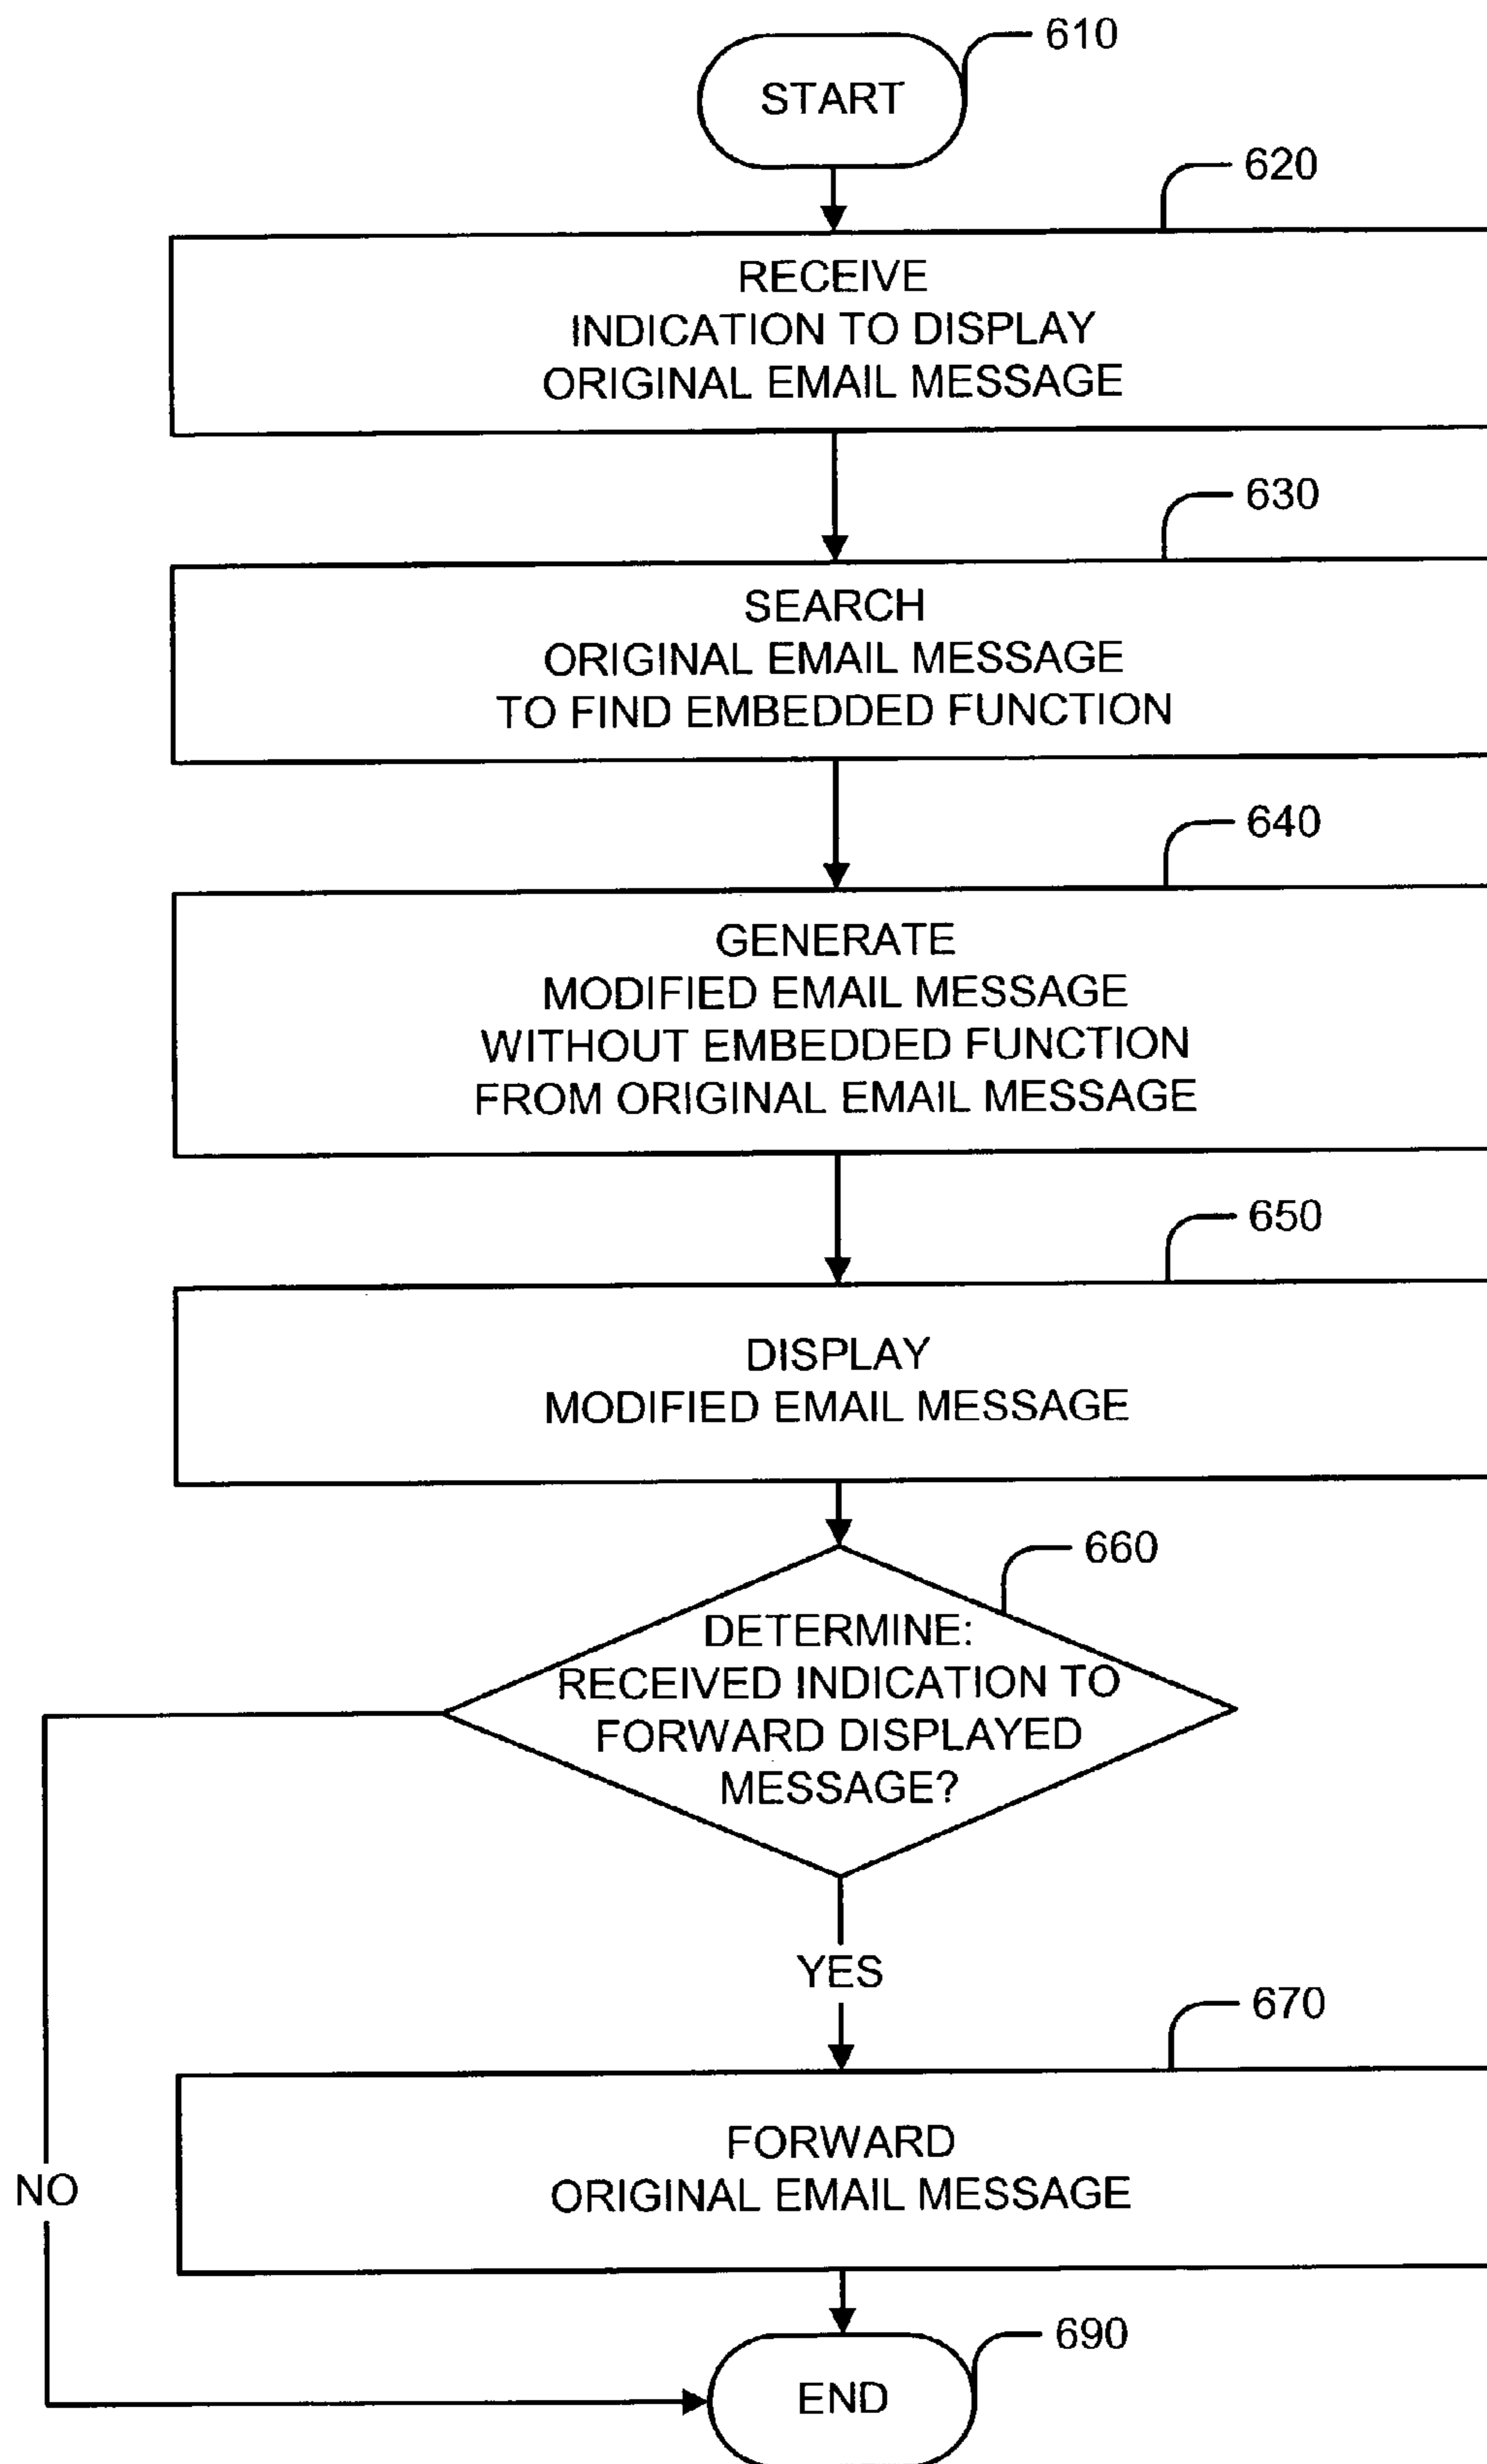 610
START
620
RECEIVE
INDICATION TO DISPLAY
ORIGINAL EMAIL MESSAGE
630
SEARCH
ORIGINAL EMAIL MESSAGE
TO FIND EMBEDDED FUNCTION
640
GENERATE
MODIFIED EMAIL MESSAGE
WITHOUT EMBEDDED FUNCTION
FROM ORIGINAL EMAIL MESSAGE
650
DISPLAY
MODIFIED EMAIL MESSAGE
660
DETERMINE:
RECEIVED INDICATION TO
FORWARD DISPLAYED
MESSAGE?
YES
670
FORWARD
ORIGINAL EMAIL MESSAGE
NO
690
END